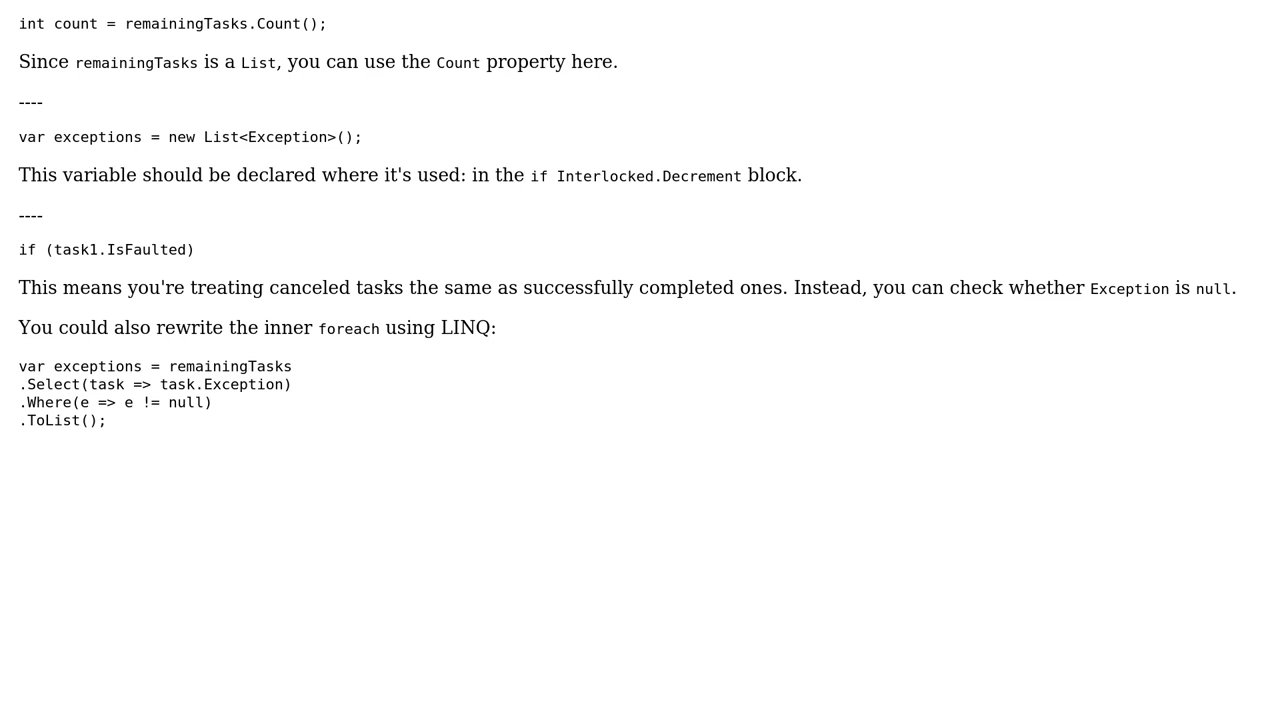 int count = remainingTasks.Count();
Since remainingTasks is a List, you can use the Count property here.
----
var exceptions = new List<Exception>();
This variable should be declared where it's used: in the if Interlocked.Decrement block.
----
if (task1.IsFaulted)
This means you're treating canceled tasks the same as successfully completed ones. Instead, you can check whether Exception is null.
You could also rewrite the inner foreach using LINQ:
var exceptions = remainingTasks
.Select(task => task.Exception)
.Where(e => e != null)
.ToList();